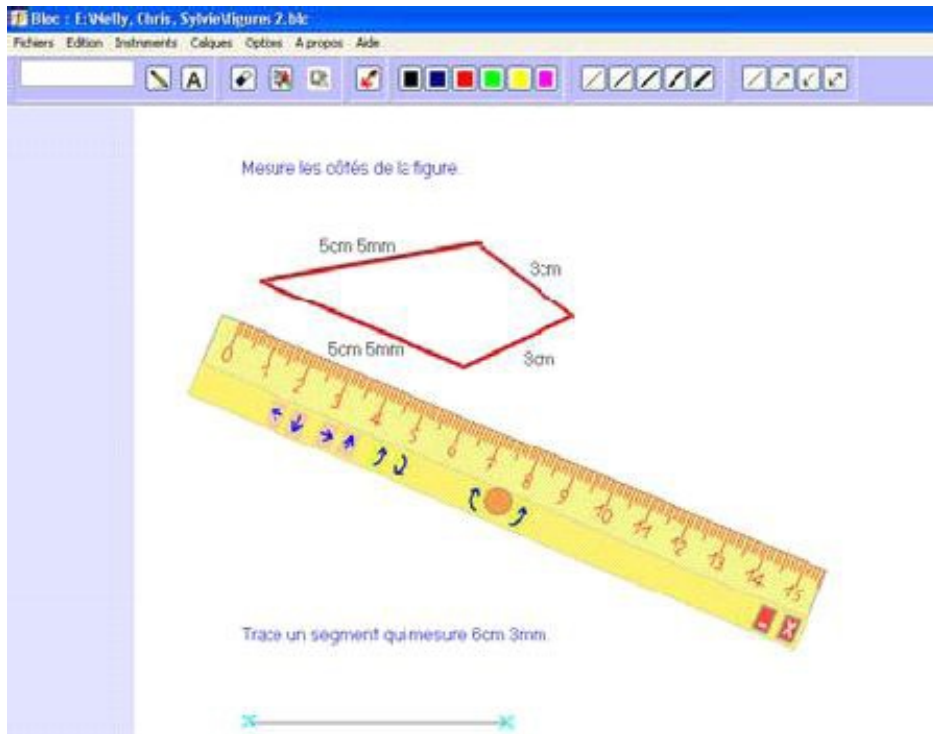 Bloc : E:\Nelly, Chris, Sylvie\figures 2.blc
Fichiers Edition Instruments Calques Options A propos Aide
A
Mesure les côtés de la figure.
5cm 5mm
3cm
5cm 5mm
3cm
0 1 2 3 4 5 6 7 8 9 10 11 12 13 14 15
Trace un segment qui mesure 6cm 3mm.